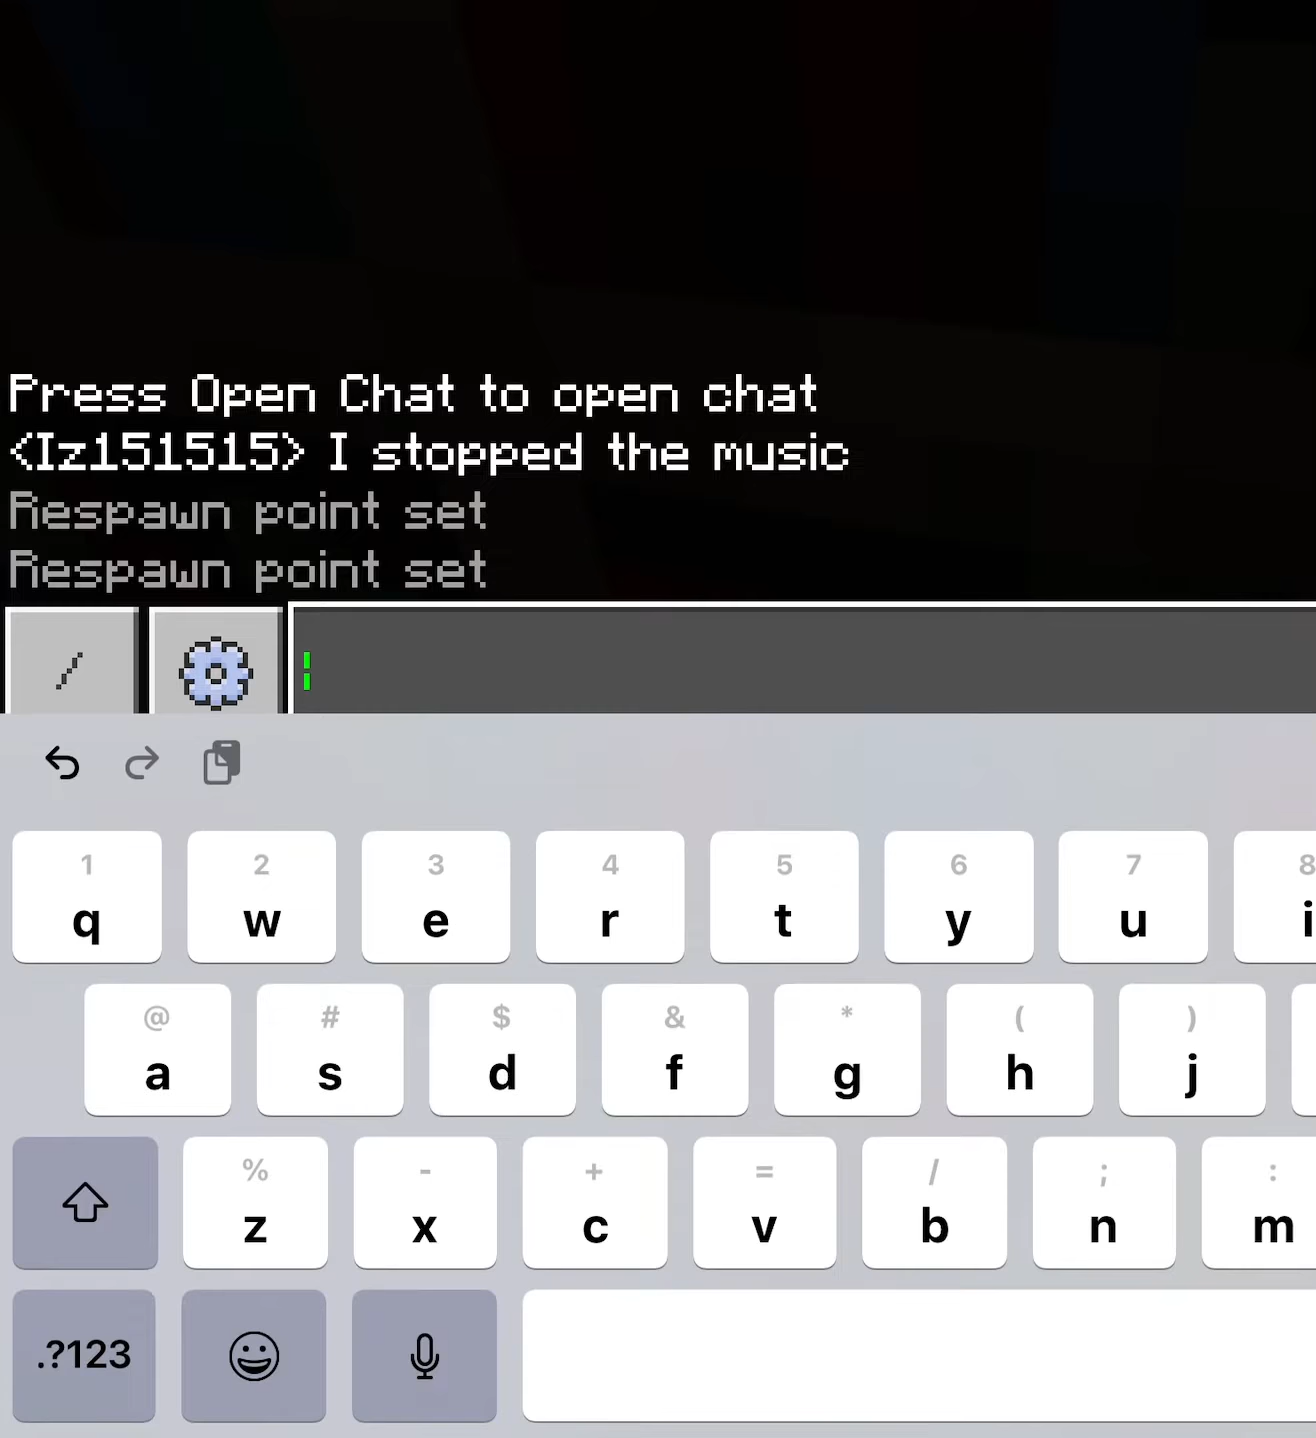 Press Open Chat to open chat
<Iz151515> I stopped the music
Respawn point set
Respawn point set
/
1 2 3 4 5 6 7 8
q w e r t y u i
@ # $ & * ( )
a s d f g h j
% - + = / ; :
z x c v b n m
.?123